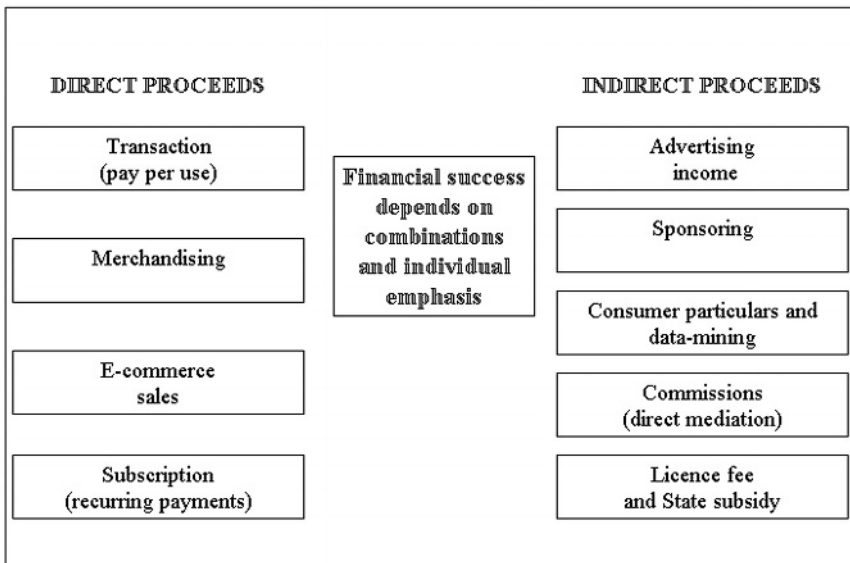 DIRECT PROCEEDS
Transaction
(pay per use)
Merchandising
E-commerce
sales
Subscription
(recurring payments)
Financial success
depends on
combinations
and individual
emphasis
INDIRECT PROCEEDS
Advertising
income
Sponsoring
Consumer particulars and
data-mining
Commissions
(direct mediation)
Licence fee
and State subsidy